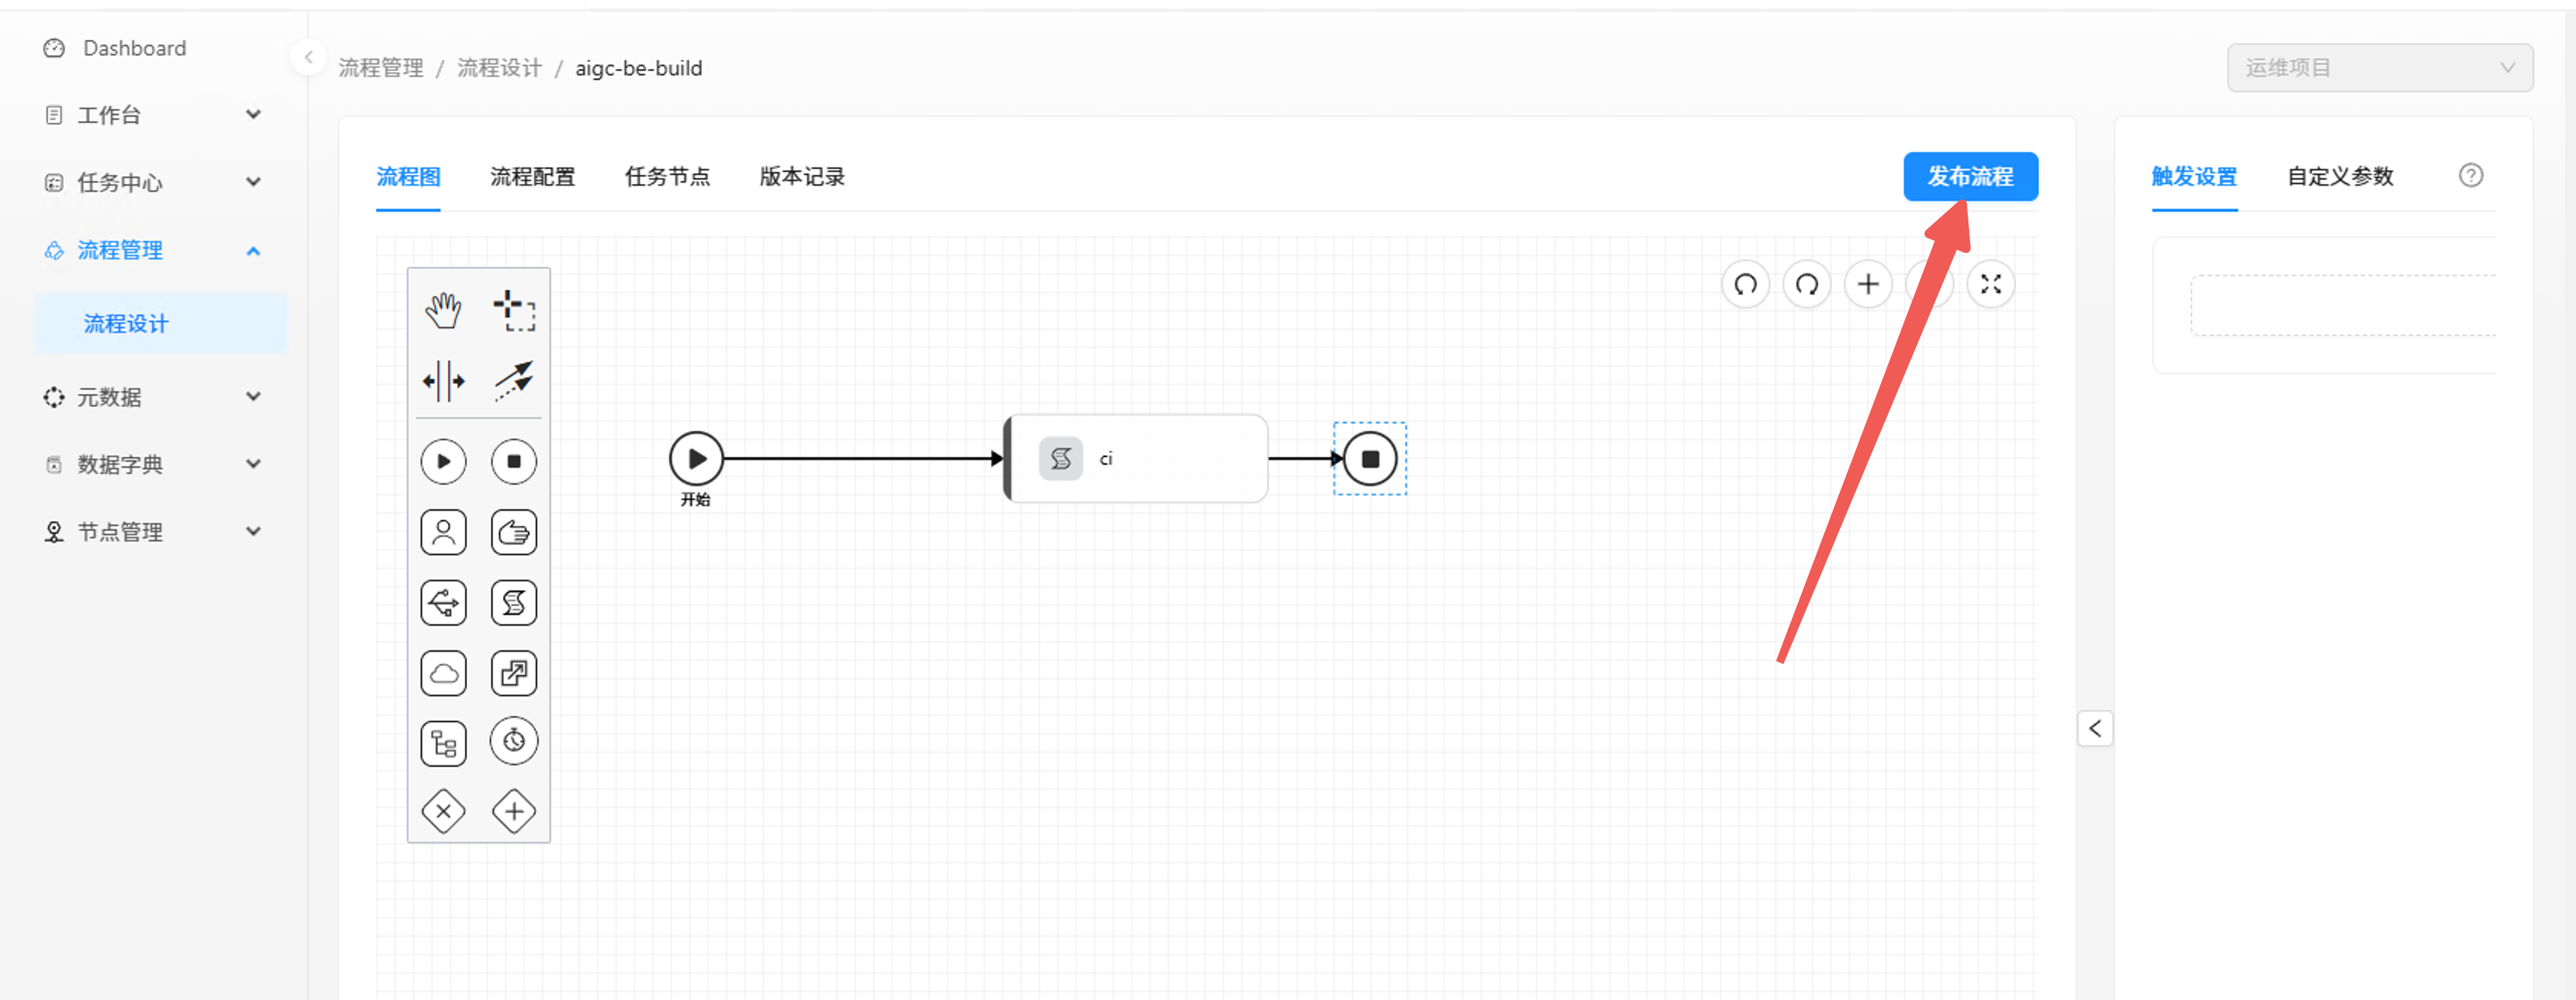 Dashboard
工作台
任务中心
流程管理
流程设计
元数据
数据字典
节点管理
流程管理 / 流程设计 / aigc-be-build
运维项目
流程图 流程配置 任务节点 版本记录
发布流程
开始
ci
触发设置 自定义参数